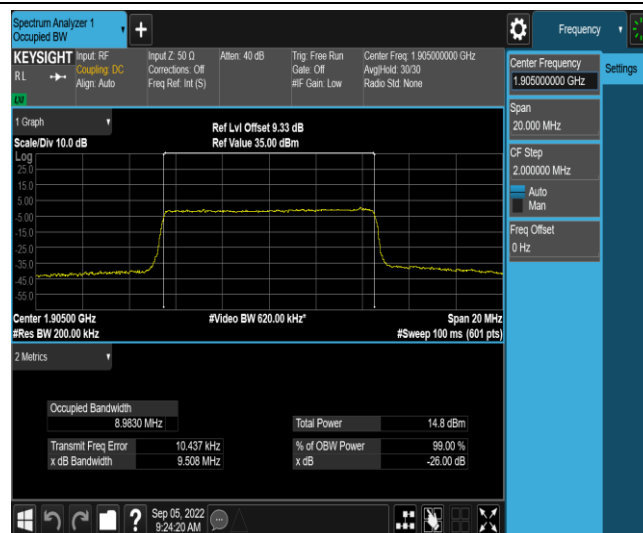 Spectrum Analyzer 1
Occupied BW
Frequency
KEYSIGHT
RL
Input: RF
Coupling: DC
Align: Auto
Input Z: 50 Ω
Corrections: Off
Freq Ref: Int (S)
Atten: 40 dB
Trig: Free Run
Gate: Off
#IF Gain: Low
Center Freq: 1.905000000 GHz
Avg|Hold: 30/30
Radio Std: None
Center Frequency
1.905000000 GHz
Settings
Span
20.000 MHz
CF Step
2.000000 MHz
Auto
Man
Freq Offset
0 Hz
1 Graph
Scale/Div 10.0 dB
Ref Lvl Offset 9.33 dB
Ref Value 35.00 dBm
Log
25.0
15.0
5.00
-5.00
-15.0
-25.0
-35.0
-45.0
-55.0
Center 1.90500 GHz
#Video BW 620.00 kHz*
Span 20 MHz
#Res BW 200.00 kHz
#Sweep 100 ms (601 pts)
2 Metrics
Occupied Bandwidth
8.9830 MHz
Total Power 14.8 dBm
Transmit Freq Error 10.437 kHz
% of OBW Power 99.00 %
x dB Bandwidth 9.508 MHz
x dB -26.00 dB
Sep 05, 2022
9:24:20 AM